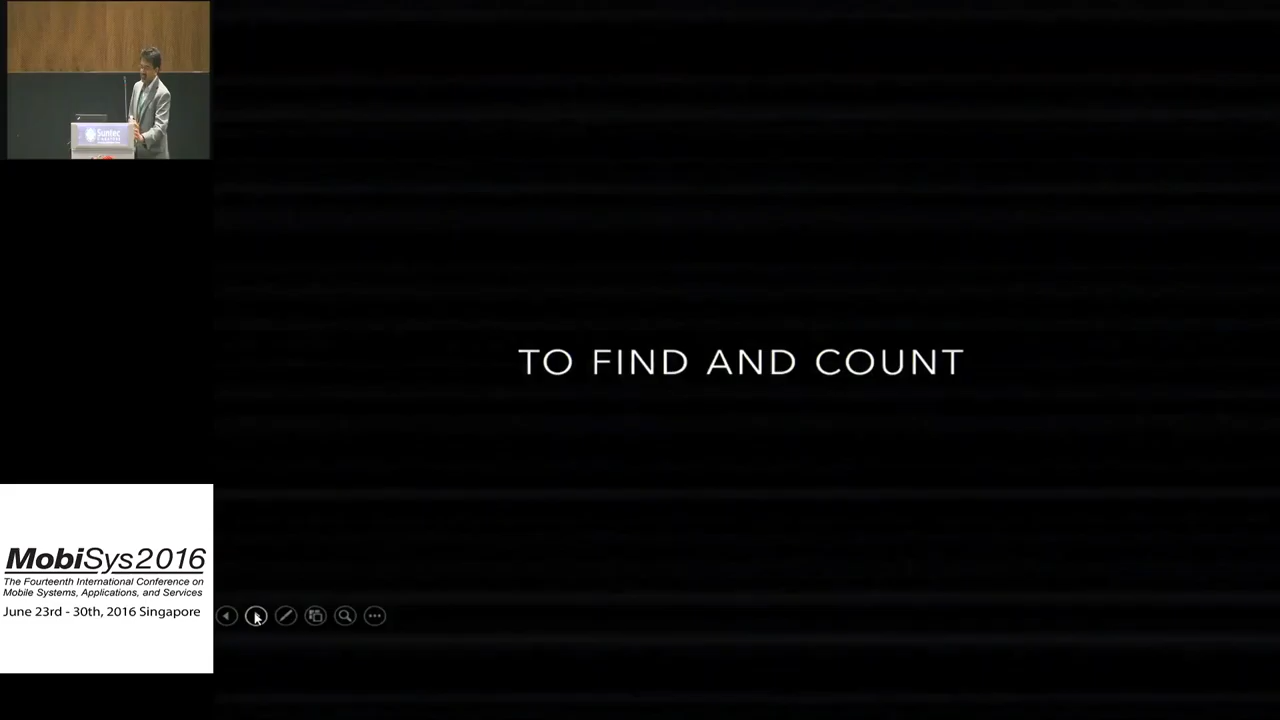 Suntec
TO FIND AND COUNT
MobiSys2016
The Fourteenth International Conference on
Mobile Systems, Applications, and Services
June 23rd - 30th, 2016 Singapore